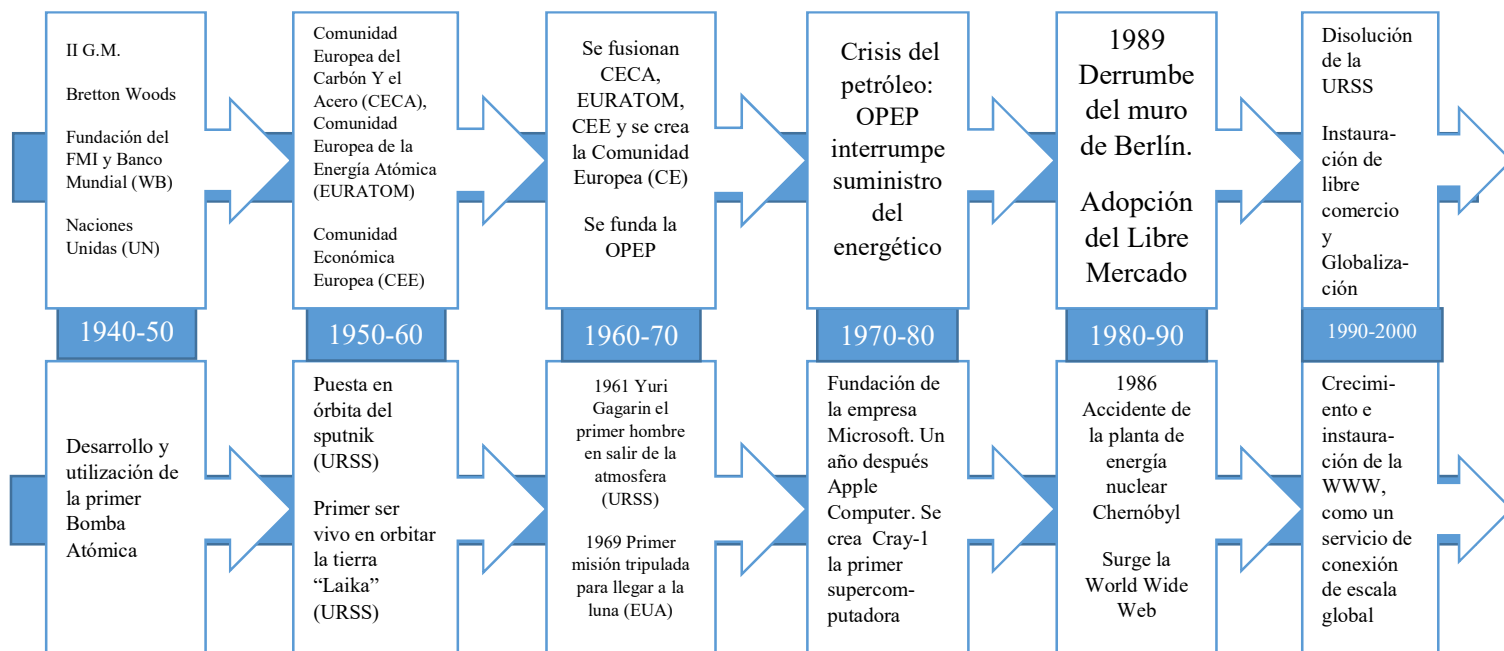 II G.M.
Bretton Woods
Fundación del
FMI y Banco
Mundial (WB)
Naciones
Unidas (UN)
Comunidad
Europea del
Carbón Y el
Acero (CECA),
Comunidad
Europea de la
Energía Atómica
(EURATOM)
Comunidad
Económica
Europea (CEE)
Se fusionan
CECA,
EURATOM,
CEE y se crea
la Comunidad
Europea (CE)
Se funda la
OPEP
Crisis del
petróleo:
OPEP
interrumpe
suministro
del
energético
1989
Derrumbe
del muro
de Berlín.
Adopción
del Libre
Mercado
Disolución
de la
URSS
Instaura-
ción de
libre
comercio
y
Globaliza-
ción
1940-50
1950-60
1960-70
1970-80
1980-90
1990-2000
Desarrollo y
utilización de
la primer
Bomba
Atómica
Puesta en
órbita del
sputnik
(URSS)
Primer ser
vivo en orbitar
la tierra
“Laika”
(URSS)
1961 Yuri
Gagarin el
primer hombre
en salir de la
atmosfera
(URSS)
1969 Primer
misión tripulada
para llegar a la
luna (EUA)
Fundación de
la empresa
Microsoft. Un
año después
Apple
Computer. Se
crea Cray-1
la primer
supercom-
putadora
1986
Accidente de
la planta de
energía
nuclear
Chernóbyl
Surge la
World Wide
Web
Crecimi-
ento e
instaura-
ción de la
WWW,
como un
servicio de
conexión
de escala
global